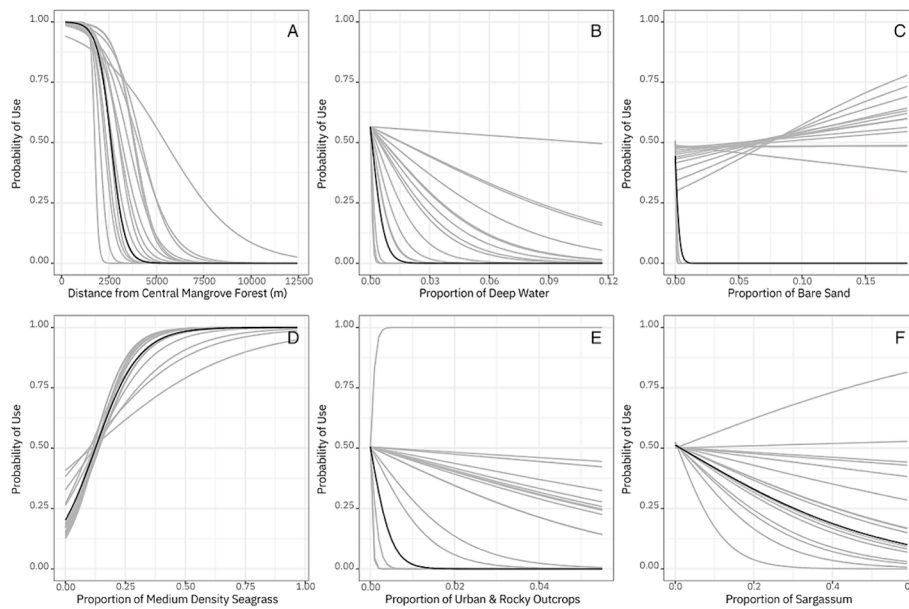 A
B
C
Probability of Use
1.00
0.75
0.50
0.25
0.00
0 2500 5000 7500 10000 12500
Distance from Central Mangrove Forest (m)
Probability of Use
1.00
0.75
0.50
0.25
0.00
0.00 0.03 0.06 0.09 0.12
Proportion of Deep Water
Probability of Use
1.00
0.75
0.50
0.25
0.00
0.00 0.05 0.10 0.15
Proportion of Bare Sand
D
E
F
Probability of Use
1.00
0.75
0.50
0.25
0.00
0.00 0.25 0.50 0.75 1.00
Proportion of Medium Density Seagrass
Probability of Use
1.00
0.75
0.50
0.25
0.00
0.00 0.02 0.04
Proportion of Urban & Rocky Outcrops
Probability of Use
1.00
0.75
0.50
0.25
0.00
0.0 0.2 0.4
Proportion of Sargassum